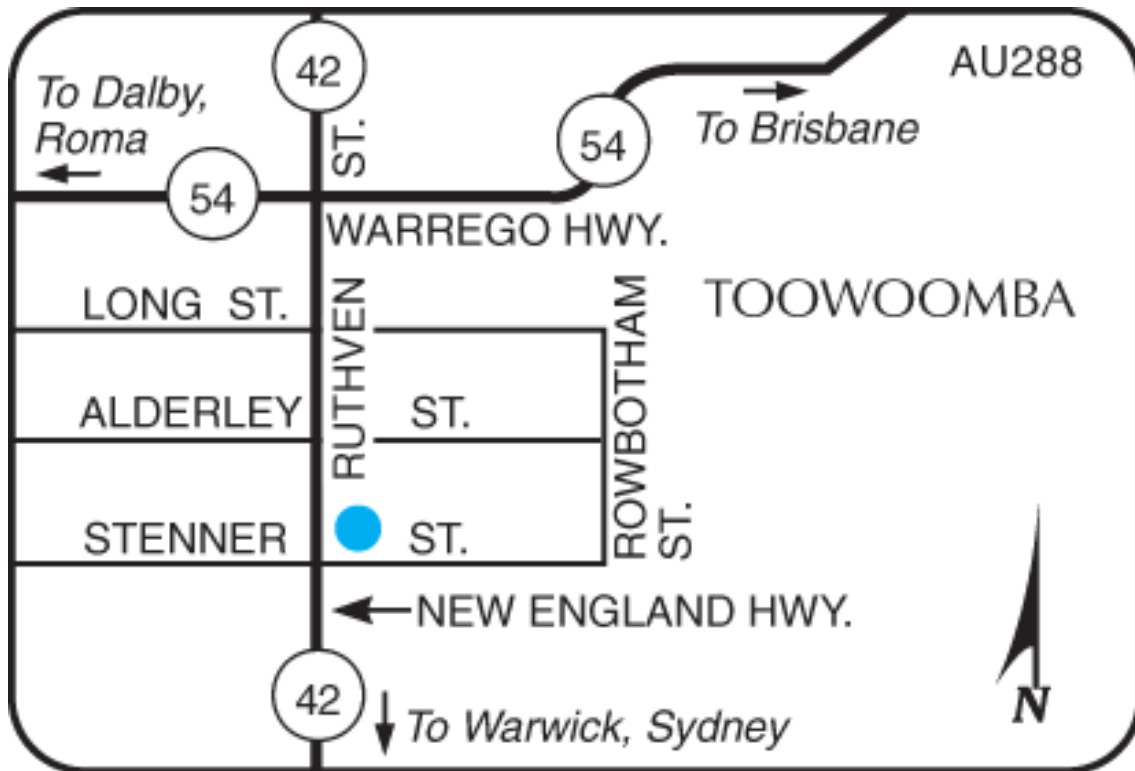 42
AU288
To Dalby,
Roma
To Brisbane
54
54
ST.
WARREGO HWY.
LONG ST.
RUTHVEN
ROWBOTHAM
ST.
TOOWOOMBA
ALDERLEY ST.
STENNER ST.
NEW ENGLAND HWY.
42
To Warwick, Sydney
N